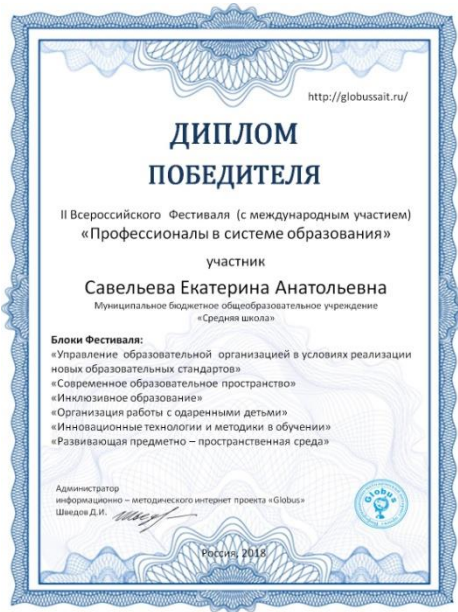 http://globussait.ru/
ДИПЛОМ
ПОБЕДИТЕЛЯ
II Всероссийского Фестиваля (с международным участием)
«Профессионалы в системе образования»
участник
Савельева Екатерина Анатольевна
Муниципальное бюджетное общеобразовательное учреждение
«Средняя школа»
Блоки Фестиваля:
«Управление образовательной организацией в условиях реализации
новых образовательных стандартов»
«Современное образовательное пространство»
«Инклюзивное образование»
«Организация работы с одаренными детьми»
«Инновационные технологии и методики в обучении»
«Развивающая предметно – пространственная среда»
Администратор
информационно – методического интернет проекта «Globus»
Шведов Д.И.
Globus
Россия, 2018